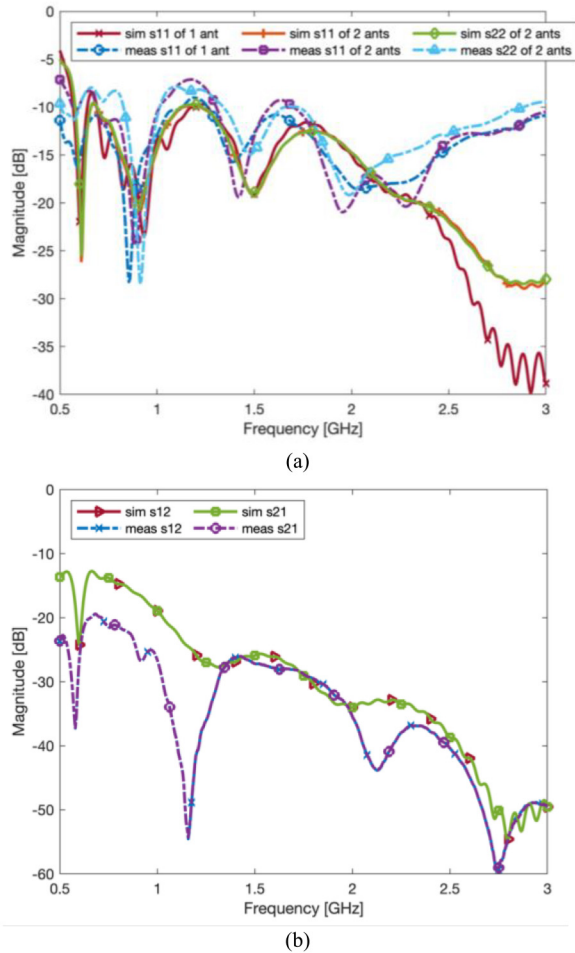 0
sim s11 of 1 ant sim s11 of 2 ants sim s22 of 2 ants
meas s11 of 1 ant meas s11 of 2 ants meas s22 of 2 ants
-5
-10
-15
-20
-25
-30
-35
-40
Magnitude [dB]
0.5 1 1.5 2 2.5 3
Frequency [GHz]
(a)
0
sim s12 sim s21
meas s12 meas s21
-10
-20
-30
-40
-50
-60
Magnitude [dB]
0.5 1 1.5 2 2.5 3
Frequency [GHz]
(b)